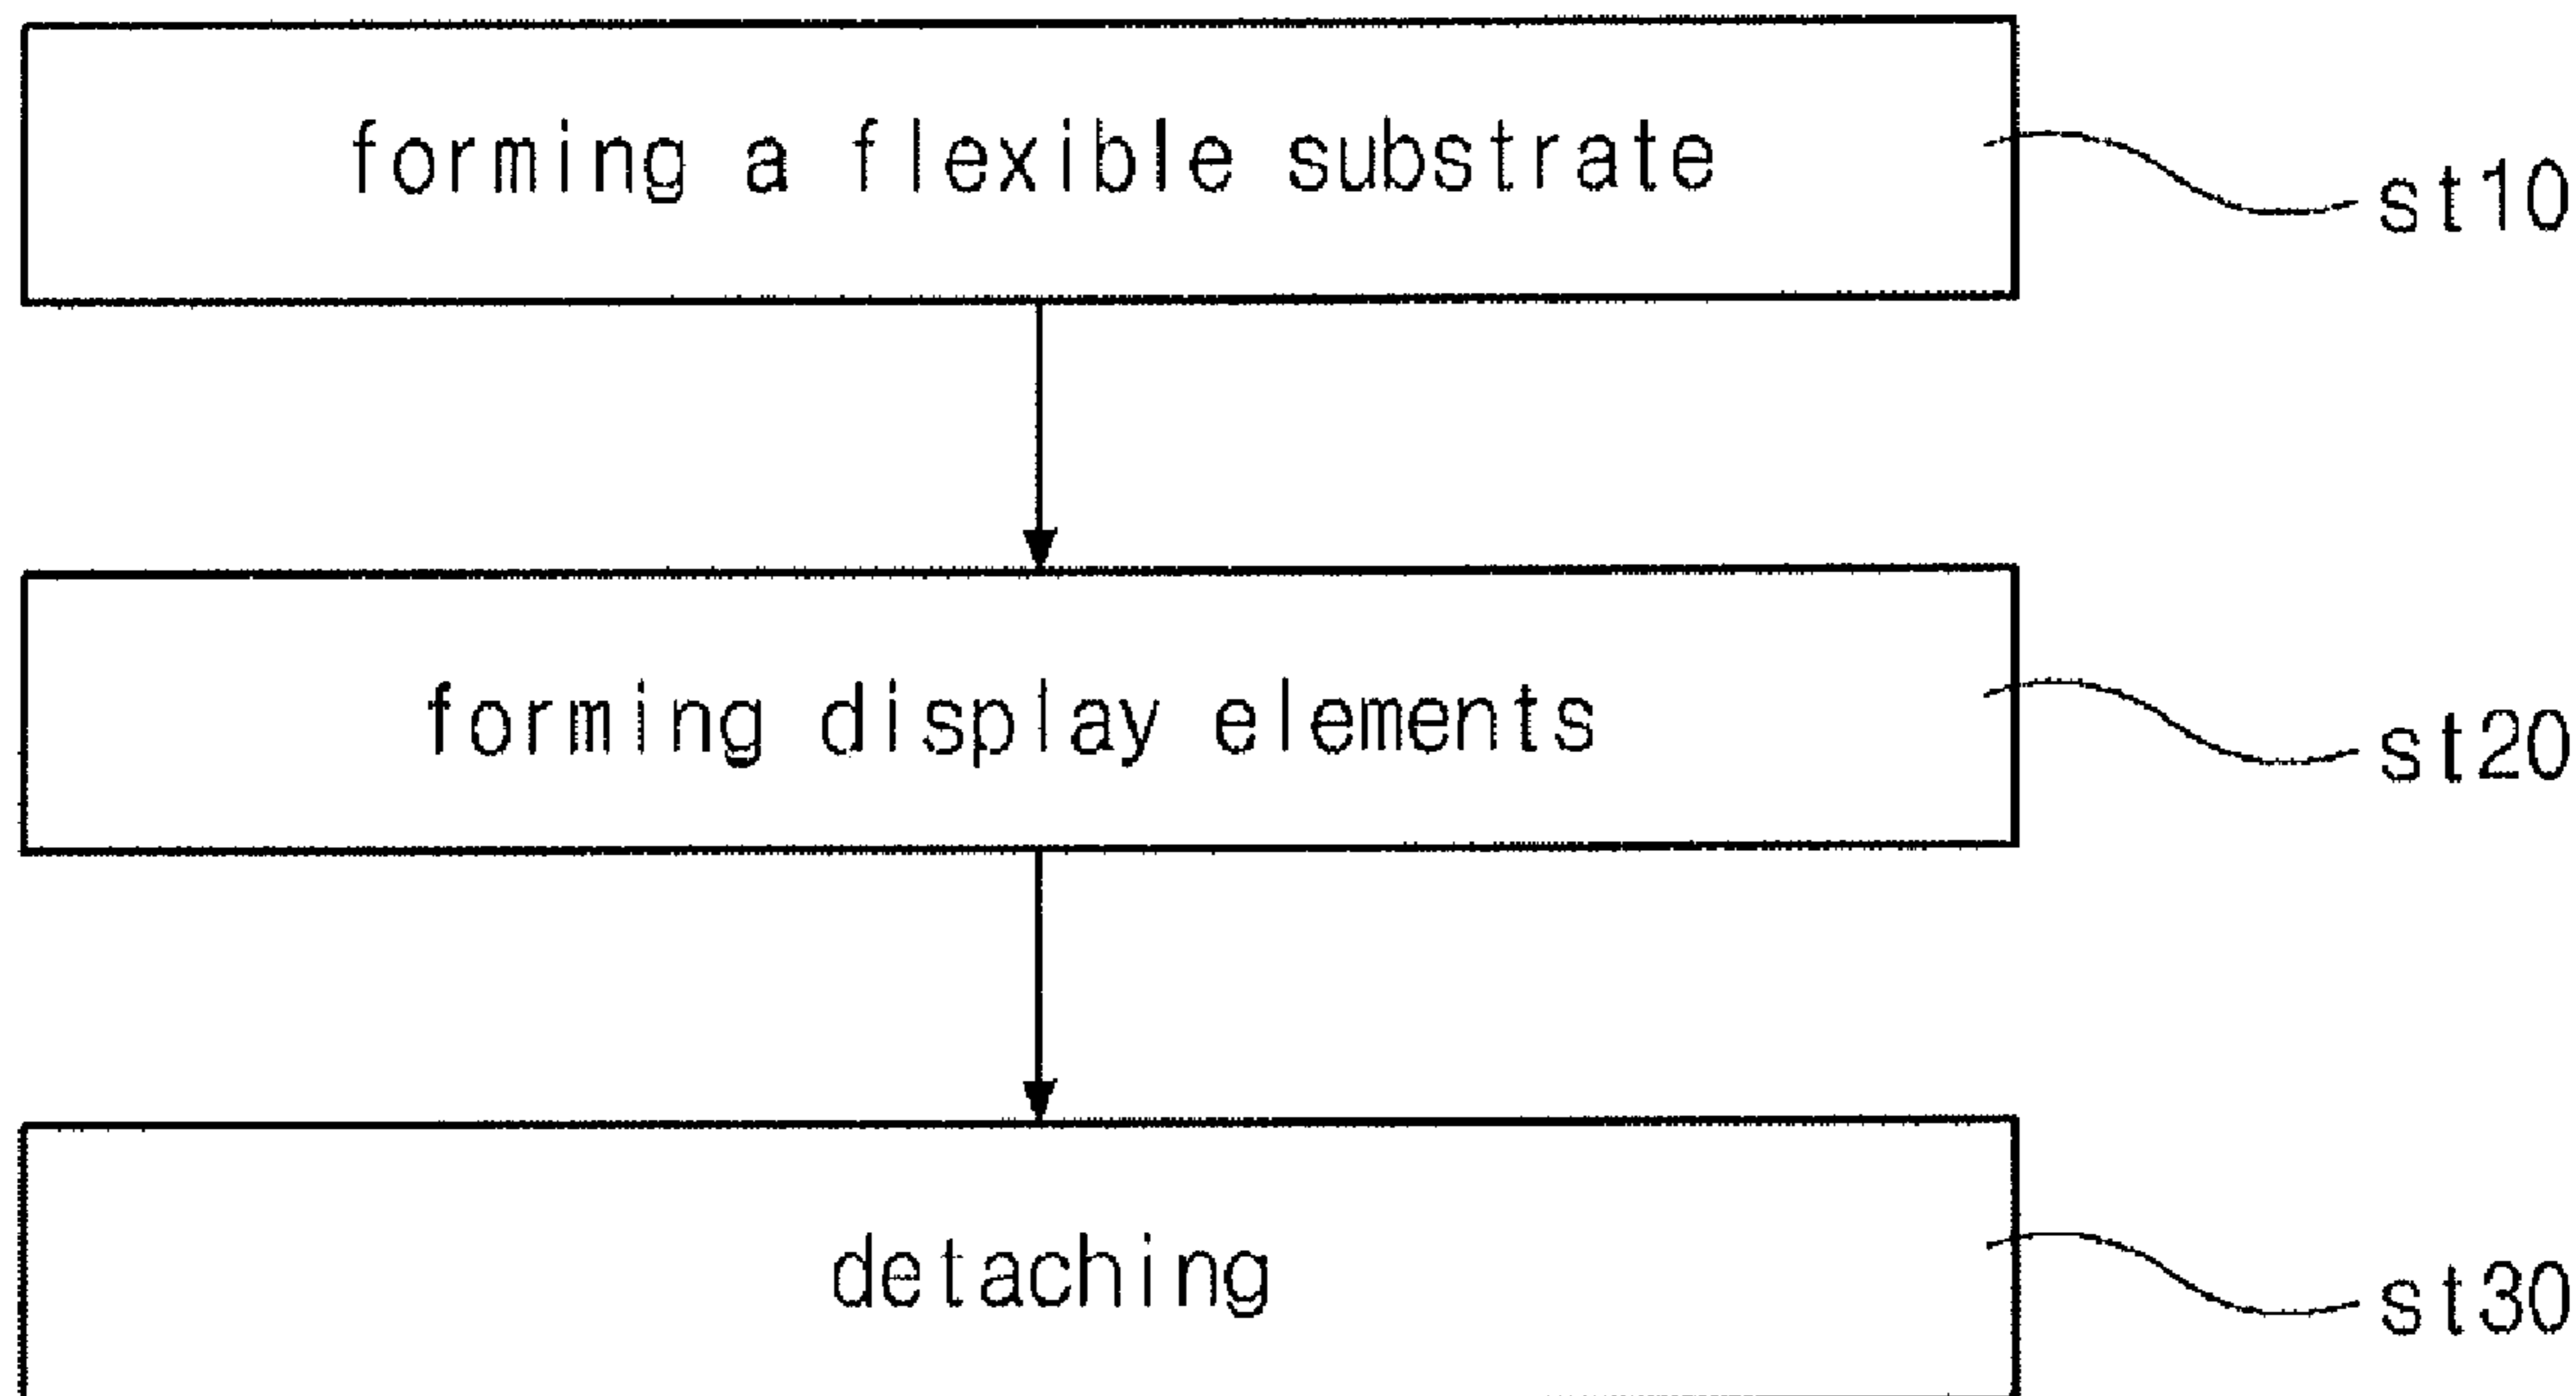 forming a flexible substrate
st10
forming display elements
st20
detaching
st30